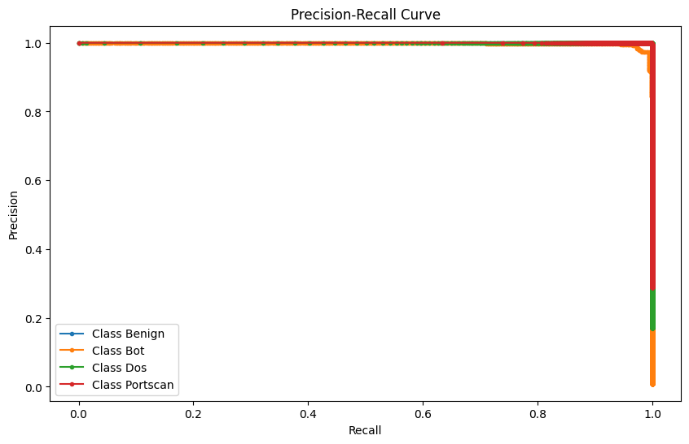 Precision-Recall Curve
1.0
0.8
0.6
0.4
0.2
0.0
Precision
Class Benign
Class Bot
Class Dos
Class Portscan
0.0 0.2 0.4 0.6 0.8 1.0
Recall